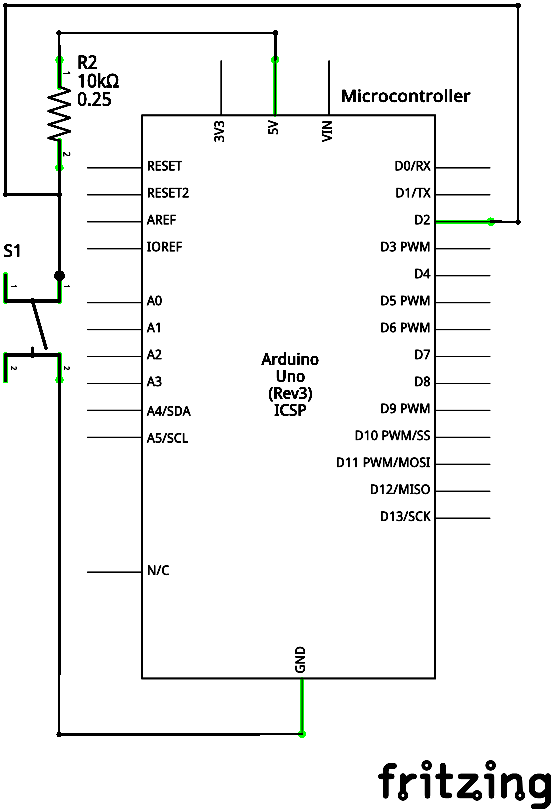 R2
10kΩ
0.25
1
2
S1
1
1
2
2
Microcontroller
3V3
5V
VIN
RESET
RESET2
AREF
IOREF
A0
A1
A2
A3
A4/SDA
A5/SCL
N/C
D0/RX
D1/TX
D2
D3 PWM
D4
D5 PWM
D6 PWM
D7
D8
D9 PWM
D10 PWM/SS
D11 PWM/MOSI
D12/MISO
D13/SCK
Arduino
Uno
(Rev3)
ICSP
GND
fritzing